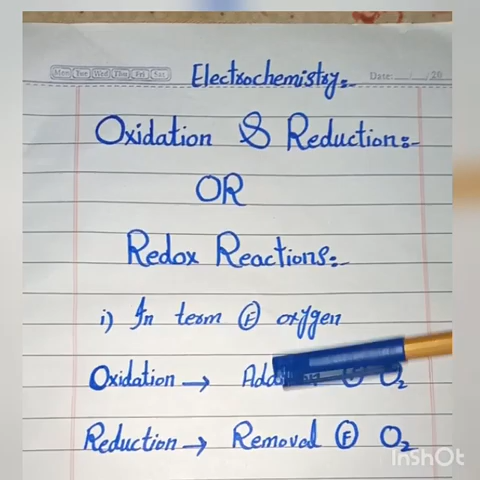 Mon Tue Wed Thu Fri Sat
Date: / / 20
Electrochemistry:-
Oxidation & Reduction:-
OR
Redox Reactions:-
i) In term Ⓕ oxygen
Oxidation → Ⓕ O₂
Reduction → Removal Ⓕ O₂
InShOt